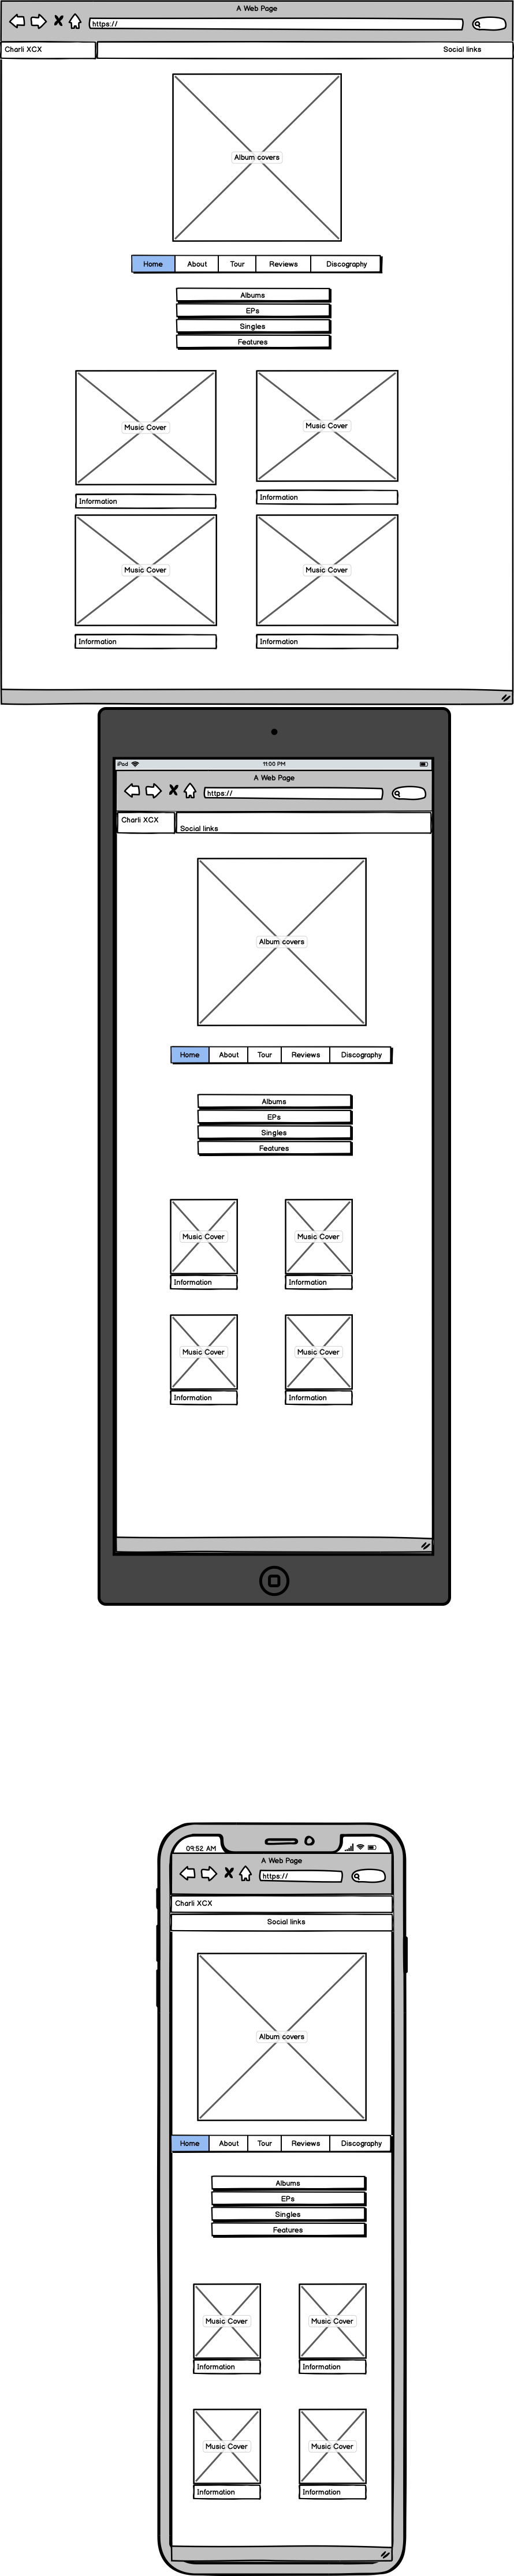 A Web Page
https://
Charli XCX
Social links
Album covers
Home About Tour Reviews Discography
Albums
EPs
Singles
Features
Music Cover Music Cover
Information Information
Music Cover Music Cover
Information Information
iPod 11:00 PM
A Web Page
https://
Charli XCX
Social links
Album covers
Home About Tour Reviews Discography
Albums
EPs
Singles
Features
Music Cover Music Cover
Information Information
Music Cover Music Cover
Information Information
09:52 AM
A Web Page
https://
Charli XCX
Social links
Album covers
Home About Tour Reviews Discography
Albums
EPs
Singles
Features
Music Cover Music Cover
Information Information
Music Cover Music Cover
Information Information